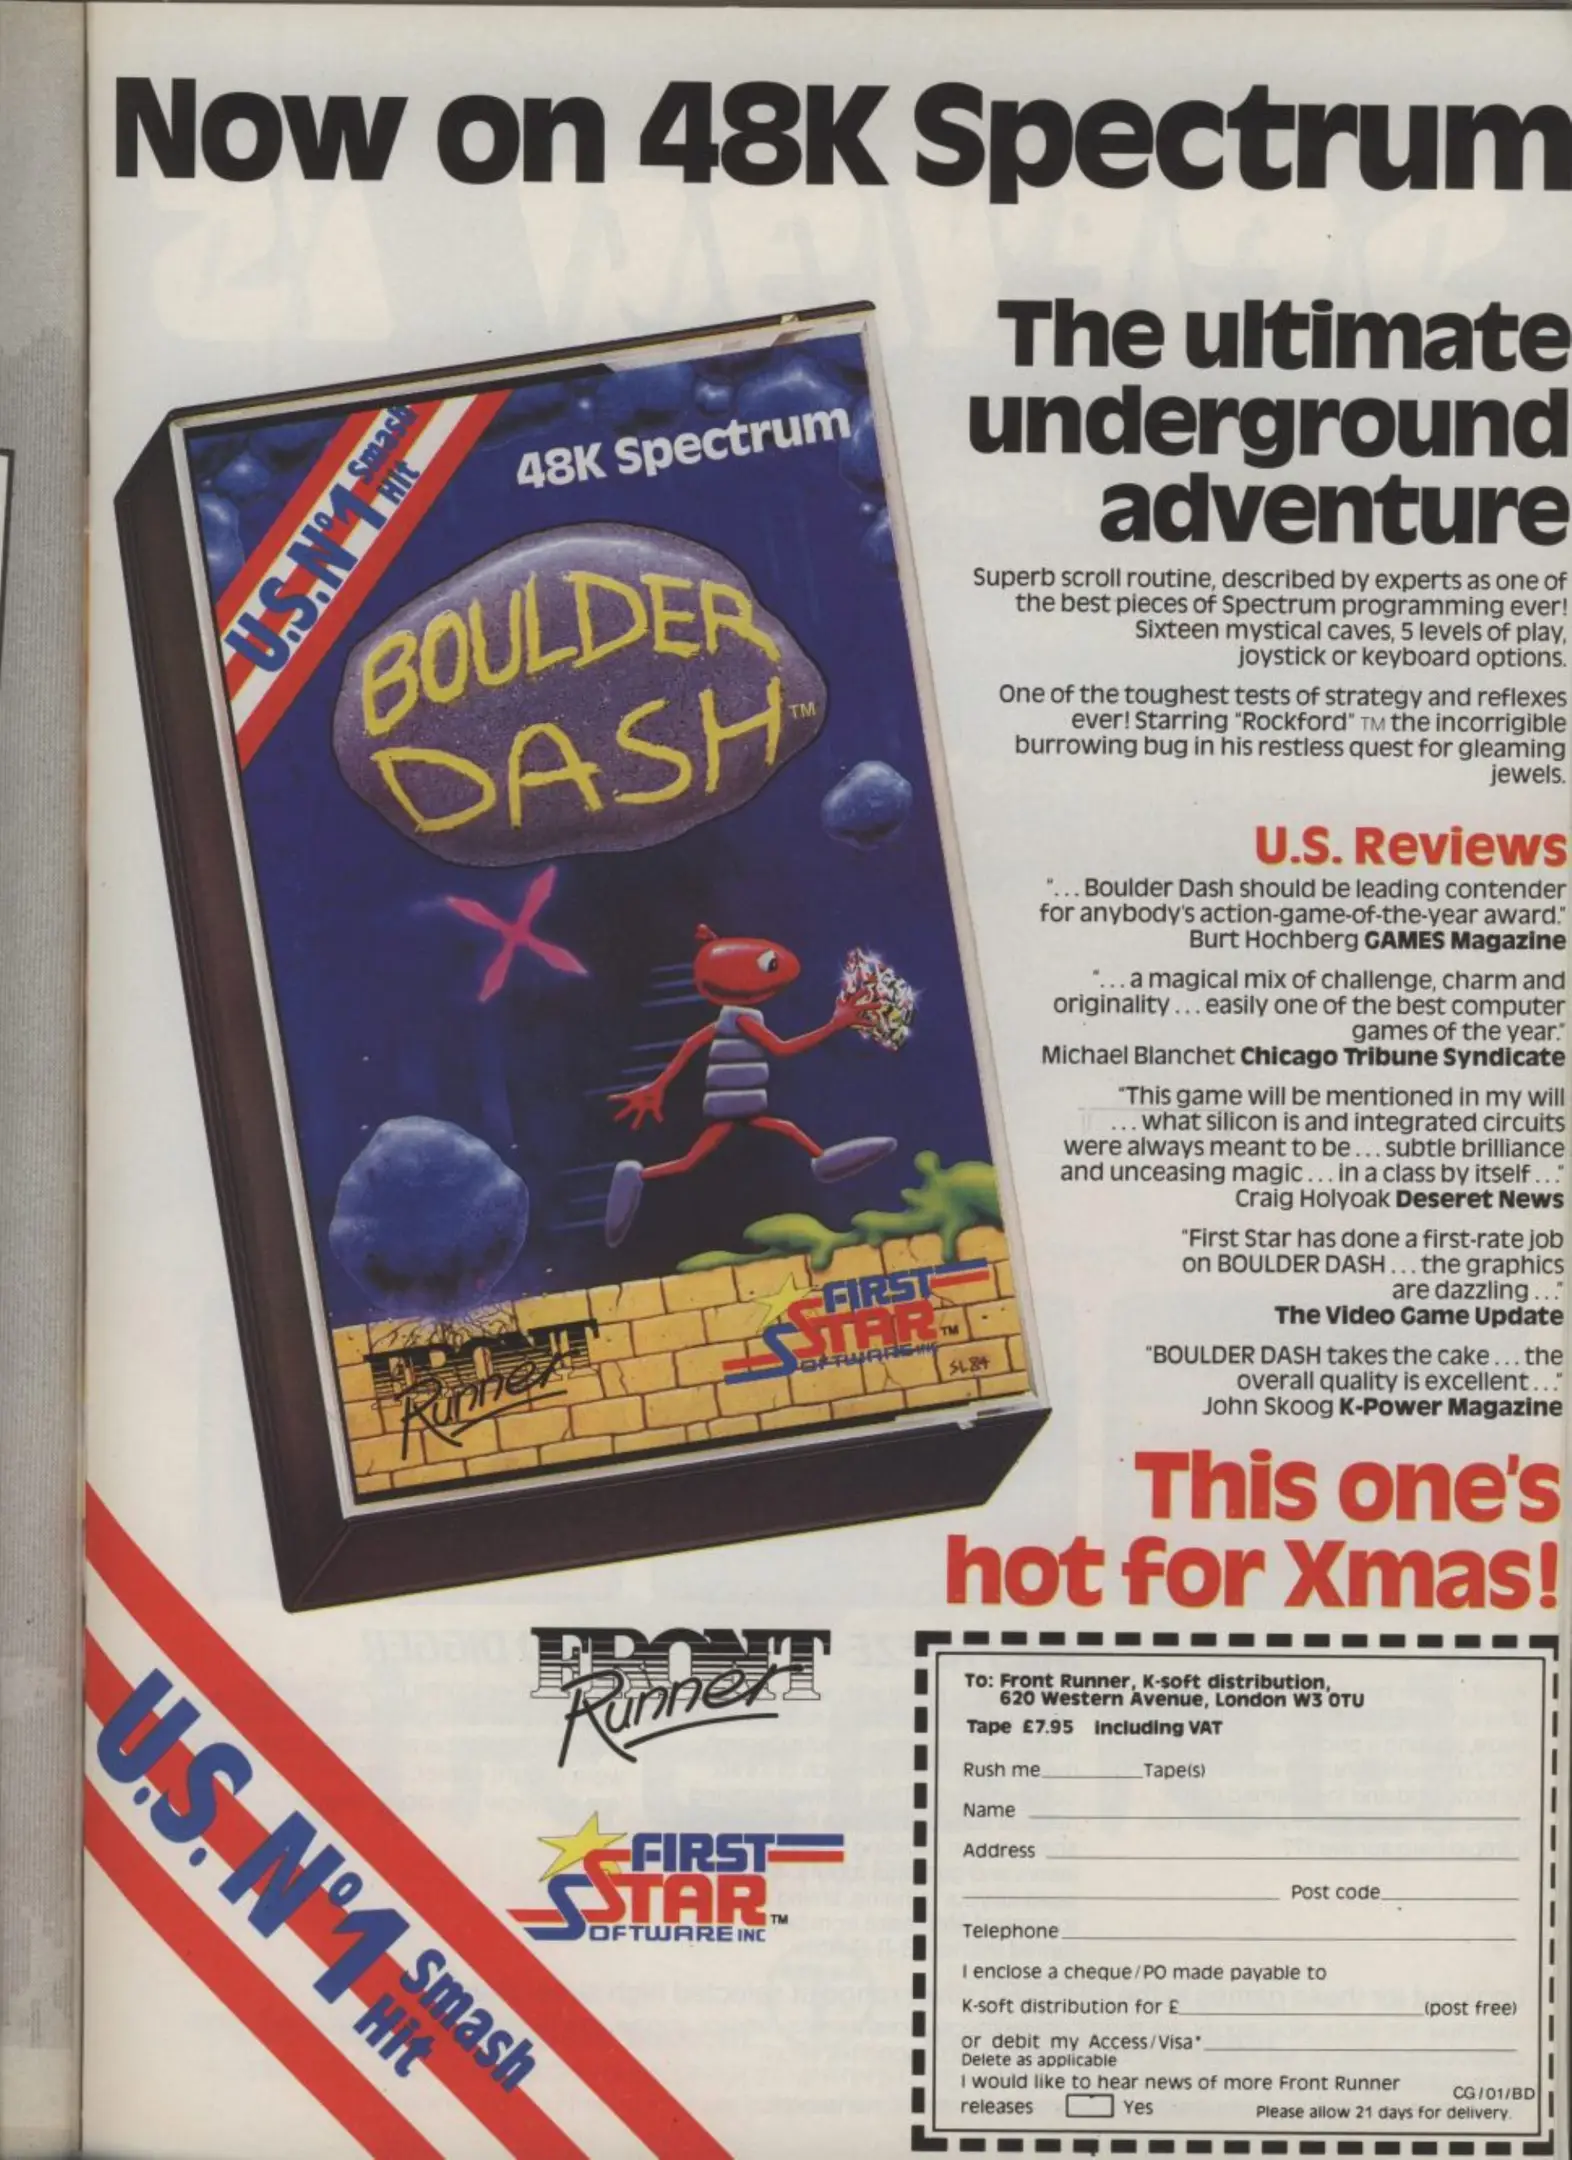 Now on 48K Spectrum
48K Spectrum
U.S. Nº1 Smash
Hit
BOULDER
DASH™
FRONT
Runner
FIRST
STAR™
SOFTWARE INC
SL84
The ultimate
underground
adventure
Superb scroll routine, described by experts as one of
the best pieces of Spectrum programming ever!
Sixteen mystical caves, 5 levels of play,
joystick or keyboard options.
One of the toughest tests of strategy and reflexes
ever! Starring "Rockford" TM the incorrigible
burrowing bug in his restless quest for gleaming
jewels.
U.S. Reviews
"... Boulder Dash should be leading contender
for anybody's action-game-of-the-year award."
Burt Hochberg GAMES Magazine
"... a magical mix of challenge, charm and
originality ... easily one of the best computer
games of the year."
Michael Blanchet Chicago Tribune Syndicate
"This game will be mentioned in my will
... what silicon is and integrated circuits
were always meant to be ... subtle brilliance
and unceasing magic ... in a class by itself ..."
Craig Holyoak Deseret News
"First Star has done a first-rate job
on BOULDER DASH ... the graphics
are dazzling ..."
The Video Game Update
"BOULDER DASH takes the cake ... the
overall quality is excellent ..."
John Skoog K-Power Magazine
This one's
hot for Xmas!
U.S. Nº1 Smash
Hit
FRONT
Runner
FIRST
STAR™
SOFTWARE INC
To: Front Runner, K-soft distribution,
620 Western Avenue, London W3 0TU
Tape £7.95 including VAT
Rush me________Tape(s)
Name
Address
Post code
Telephone
I enclose a cheque/PO made payable to
K-soft distribution for £________(post free)
or debit my Access/Visa*
Delete as applicable
I would like to hear news of more Front Runner
releases Yes
CG/01/BD
Please allow 21 days for delivery.